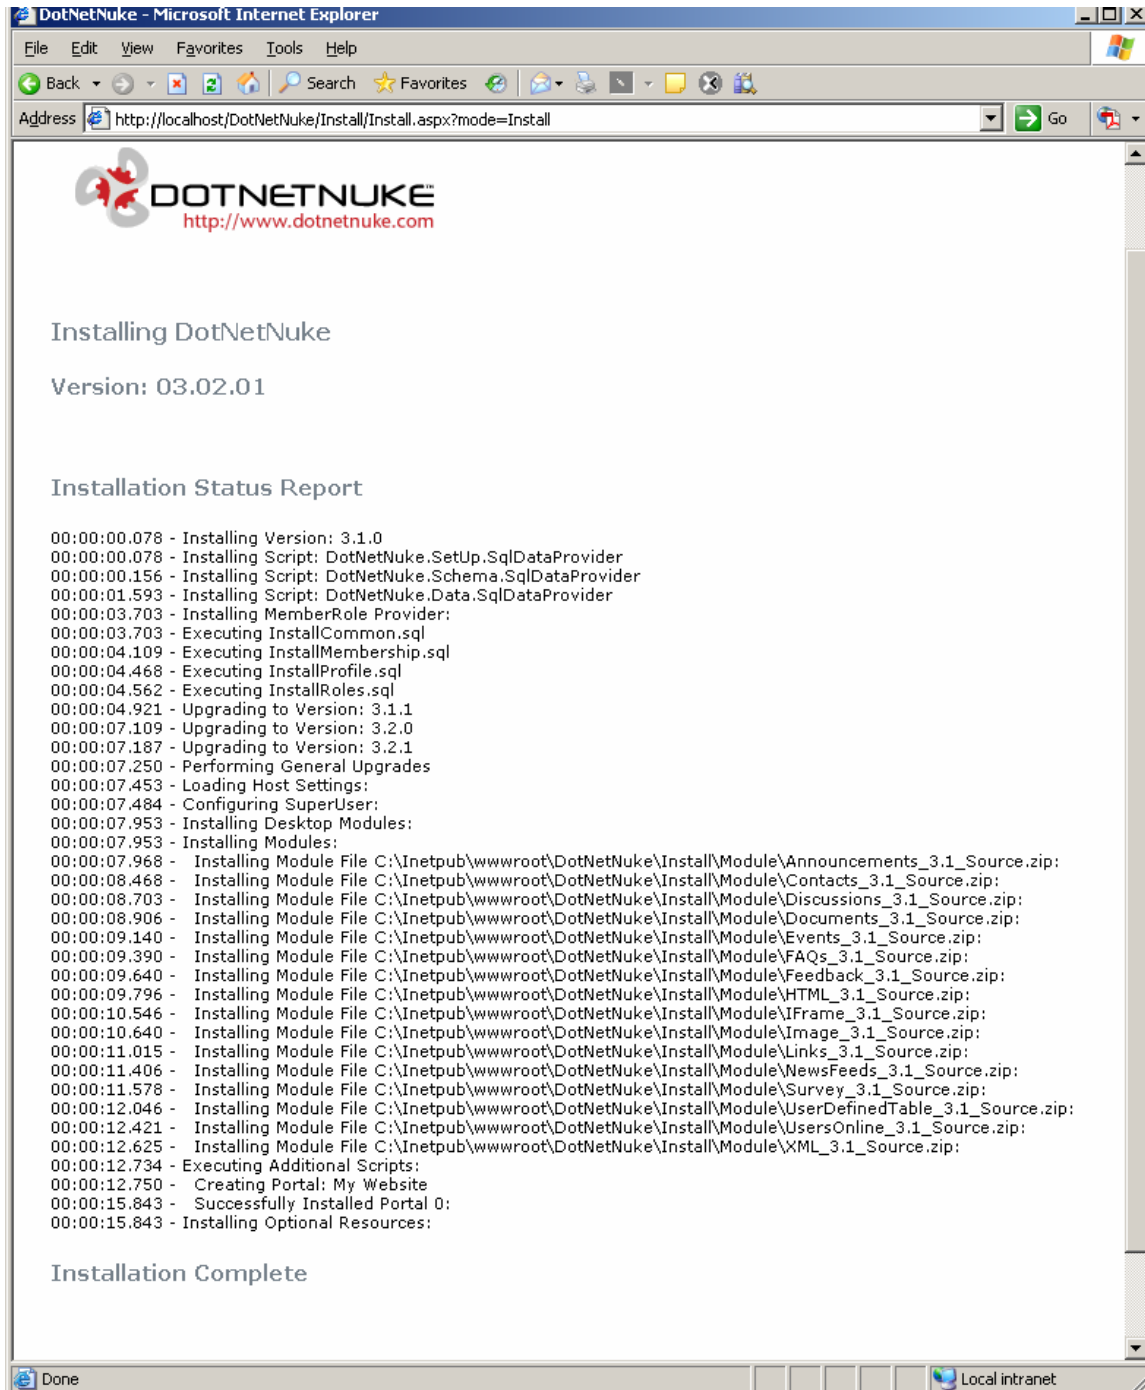 DotNetNuke - Microsoft Internet Explorer
File Edit View Favorites Tools Help
Back Search Favorites
Address http://localhost/DotNetNuke/Install/Install.aspx?mode=Install Go
DOTNETNUKE
http://www.dotnetnuke.com
Installing DotNetNuke
Version: 03.02.01
Installation Status Report
00:00:00.078 - Installing Version: 3.1.0
00:00:00.078 - Installing Script: DotNetNuke.SetUp.SqlDataProvider
00:00:00.156 - Installing Script: DotNetNuke.Schema.SqlDataProvider
00:00:01.593 - Installing Script: DotNetNuke.Data.SqlDataProvider
00:00:03.703 - Installing MemberRole Provider:
00:00:03.703 - Executing InstallCommon.sql
00:00:04.109 - Executing InstallMembership.sql
00:00:04.468 - Executing InstallProfile.sql
00:00:04.562 - Executing InstallRoles.sql
00:00:04.921 - Upgrading to Version: 3.1.1
00:00:07.109 - Upgrading to Version: 3.2.0
00:00:07.187 - Upgrading to Version: 3.2.1
00:00:07.250 - Performing General Upgrades
00:00:07.453 - Loading Host Settings:
00:00:07.484 - Configuring SuperUser:
00:00:07.953 - Installing Desktop Modules:
00:00:07.953 - Installing Modules:
00:00:07.968 - Installing Module File C:\Inetpub\wwwroot\DotNetNuke\Install\Module\Announcements_3.1_Source.zip:
00:00:08.468 - Installing Module File C:\Inetpub\wwwroot\DotNetNuke\Install\Module\Contacts_3.1_Source.zip:
00:00:08.703 - Installing Module File C:\Inetpub\wwwroot\DotNetNuke\Install\Module\Discussions_3.1_Source.zip:
00:00:08.906 - Installing Module File C:\Inetpub\wwwroot\DotNetNuke\Install\Module\Documents_3.1_Source.zip:
00:00:09.140 - Installing Module File C:\Inetpub\wwwroot\DotNetNuke\Install\Module\Events_3.1_Source.zip:
00:00:09.390 - Installing Module File C:\Inetpub\wwwroot\DotNetNuke\Install\Module\FAQs_3.1_Source.zip:
00:00:09.640 - Installing Module File C:\Inetpub\wwwroot\DotNetNuke\Install\Module\Feedback_3.1_Source.zip:
00:00:09.796 - Installing Module File C:\Inetpub\wwwroot\DotNetNuke\Install\Module\HTML_3.1_Source.zip:
00:00:10.546 - Installing Module File C:\Inetpub\wwwroot\DotNetNuke\Install\Module\IFrame_3.1_Source.zip:
00:00:10.640 - Installing Module File C:\Inetpub\wwwroot\DotNetNuke\Install\Module\Image_3.1_Source.zip:
00:00:11.015 - Installing Module File C:\Inetpub\wwwroot\DotNetNuke\Install\Module\Links_3.1_Source.zip:
00:00:11.406 - Installing Module File C:\Inetpub\wwwroot\DotNetNuke\Install\Module\NewsFeeds_3.1_Source.zip:
00:00:11.578 - Installing Module File C:\Inetpub\wwwroot\DotNetNuke\Install\Module\Survey_3.1_Source.zip:
00:00:12.046 - Installing Module File C:\Inetpub\wwwroot\DotNetNuke\Install\Module\UserDefinedTable_3.1_Source.zip:
00:00:12.421 - Installing Module File C:\Inetpub\wwwroot\DotNetNuke\Install\Module\UsersOnline_3.1_Source.zip:
00:00:12.625 - Installing Module File C:\Inetpub\wwwroot\DotNetNuke\Install\Module\XML_3.1_Source.zip:
00:00:12.734 - Executing Additional Scripts:
00:00:12.750 - Creating Portal: My Website
00:00:15.843 - Successfully Installed Portal 0:
00:00:15.843 - Installing Optional Resources:
Installation Complete
Done Local intranet